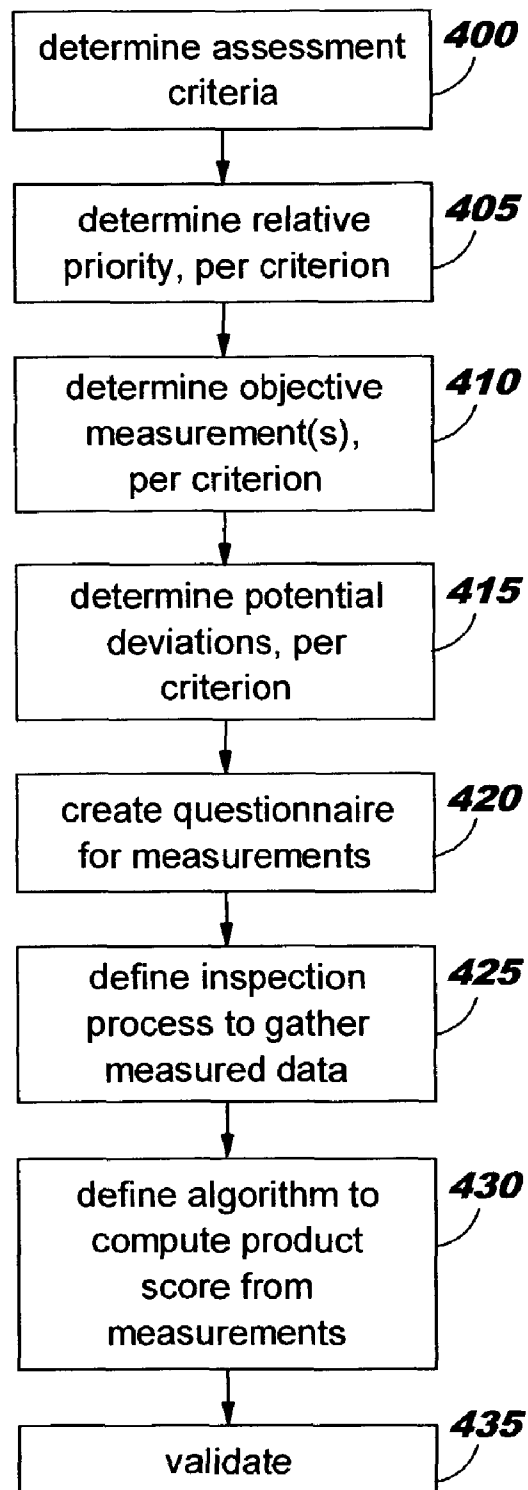 determine assessment
criteria
400
determine relative
priority, per criterion
405
determine objective
measurement(s),
per criterion
410
determine potential
deviations, per
criterion
415
create questionnaire
for measurements
420
define inspection
process to gather
measured data
425
define algorithm to
compute product
score from
measurements
430
validate
435